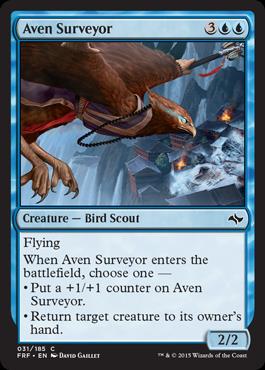 Aven Surveyor 3
Creature — Bird Scout
Flying
When Aven Surveyor enters the
battlefield, choose one —
• Put a +1/+1 counter on Aven
Surveyor.
• Return target creature to its owner's
hand.
2/2
031/185 C
FRF • EN DAVID GAILLET
™ & © 2015 Wizards of the Coast